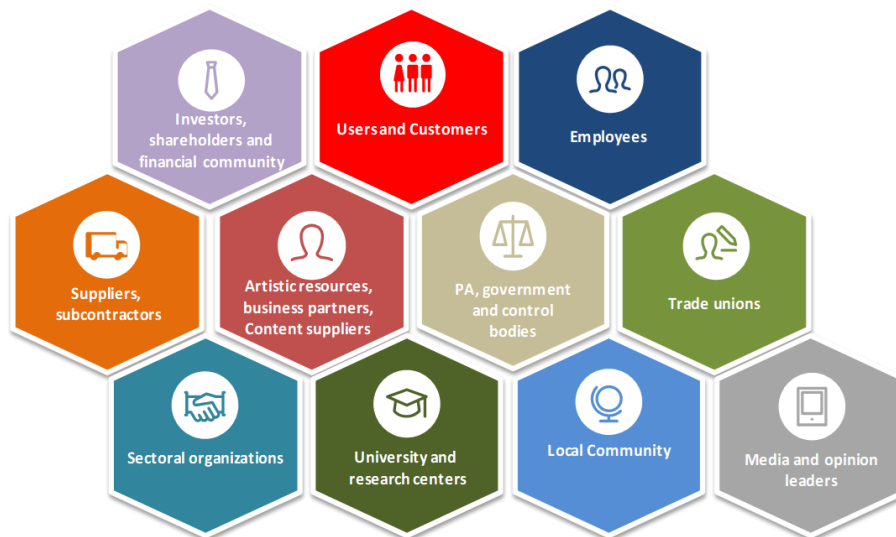 Investors,
shareholders and
financial community
Users and Customers
Employees
Suppliers,
subcontractors
Artistic resources,
business partners,
Content suppliers
PA, government
and control
bodies
Trade unions
Sectoral organizations
University and
research centers
Local Community
Media and opinion
leaders